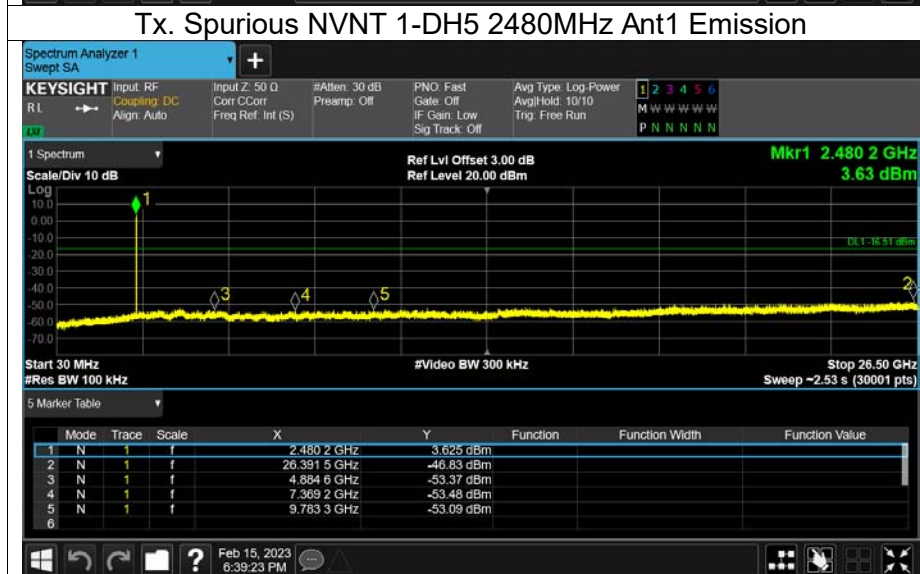 Tx. Spurious NVNT 1-DH5 2480MHz Ant1 Emission
Spectrum Analyzer 1
Swept SA
+
KEYSIGHT Input: RF Input Z: 50 Ω #Atten: 30 dB PNO: Fast Avg Type: Log-Power 1 2 3 4 5 6
RL Coupling: DC Corr CCorr Preamp: Off Gate: Off Avg|Hold: 10/10 M W W W W W
Align: Auto Freq Ref: Int (S) IF Gain: Low Trig: Free Run
LXI Sig Track: Off P N N N N N
1 Spectrum Ref Lvl Offset 3.00 dB Mkr1 2.480 2 GHz
Scale/Div 10 dB Ref Level 20.00 dBm 3.63 dBm
Log
10.0 1
0.00
-10.0 DL1 -16.51 dBm
-20.0
-30.0
-40.0 2
-50.0 3 4 5
-60.0
-70.0
Start 30 MHz #Video BW 300 kHz Stop 26.50 GHz
#Res BW 100 kHz Sweep ~2.53 s (30001 pts)
5 Marker Table
Mode Trace Scale X Y Function Function Width Function Value
1 N 1 f 2.480 2 GHz 3.625 dBm
2 N 1 f 26.391 5 GHz -46.83 dBm
3 N 1 f 4.884 6 GHz -53.37 dBm
4 N 1 f 7.369 2 GHz -53.48 dBm
5 N 1 f 9.783 3 GHz -53.09 dBm
6
? Feb 15, 2023
6:39:23 PM